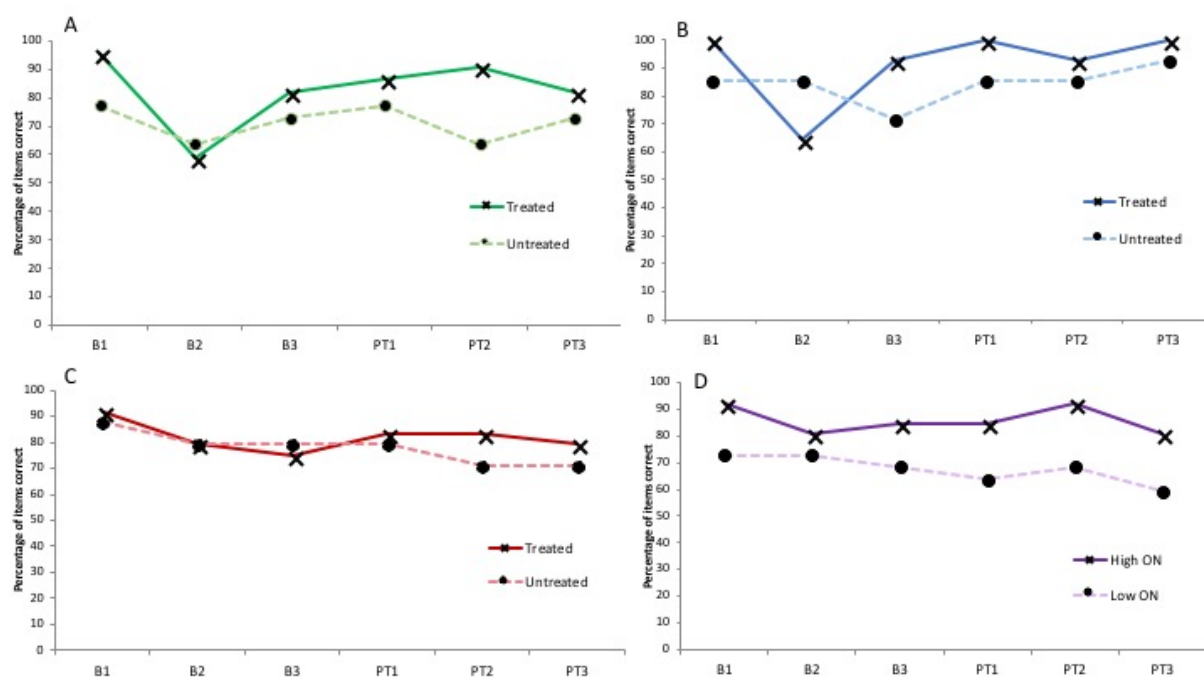 A
Percentage of items correct
100
90
80
70
60
50
40
30
20
10
0
B1 B2 B3 PT1 PT2 PT3
Treated
Untreated
B
Percentage of items correct
100
90
80
70
60
50
40
30
20
10
0
B1 B2 B3 PT1 PT2 PT3
Treated
Untreated
C
Percentage of items correct
100
90
80
70
60
50
40
30
20
10
0
B1 B2 B3 PT1 PT2 PT3
Treated
Untreated
D
Percentage of items correct
100
90
80
70
60
50
40
30
20
10
0
B1 B2 B3 PT1 PT2 PT3
High ON
Low ON